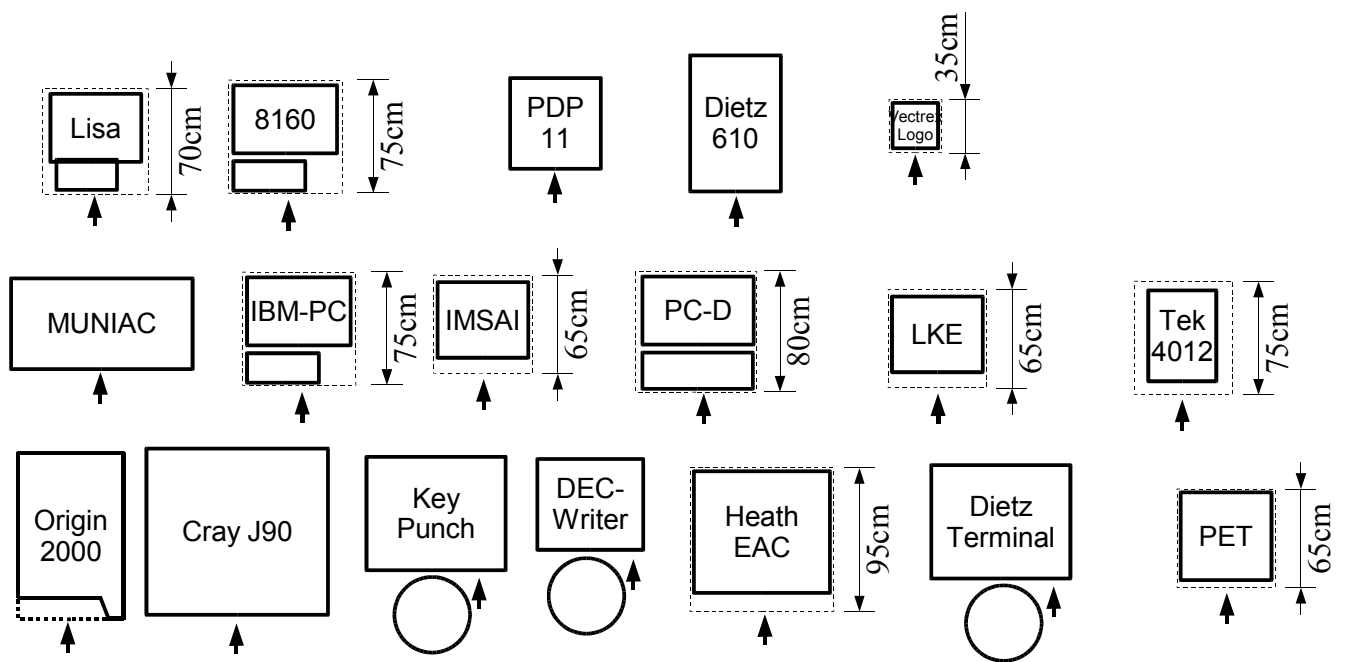 Lisa
70cm
8160
75cm
PDP
11
Dietz
610
Vectrex
Logo
35cm
MUNIAC
IBM-PC
75cm
IMSAI
65cm
PC-D
80cm
LKE
65cm
Tek
4012
75cm
Origin
2000
Cray J90
Key
Punch
DEC-
Writer
Heath
EAC
95cm
Dietz
Terminal
PET
65cm